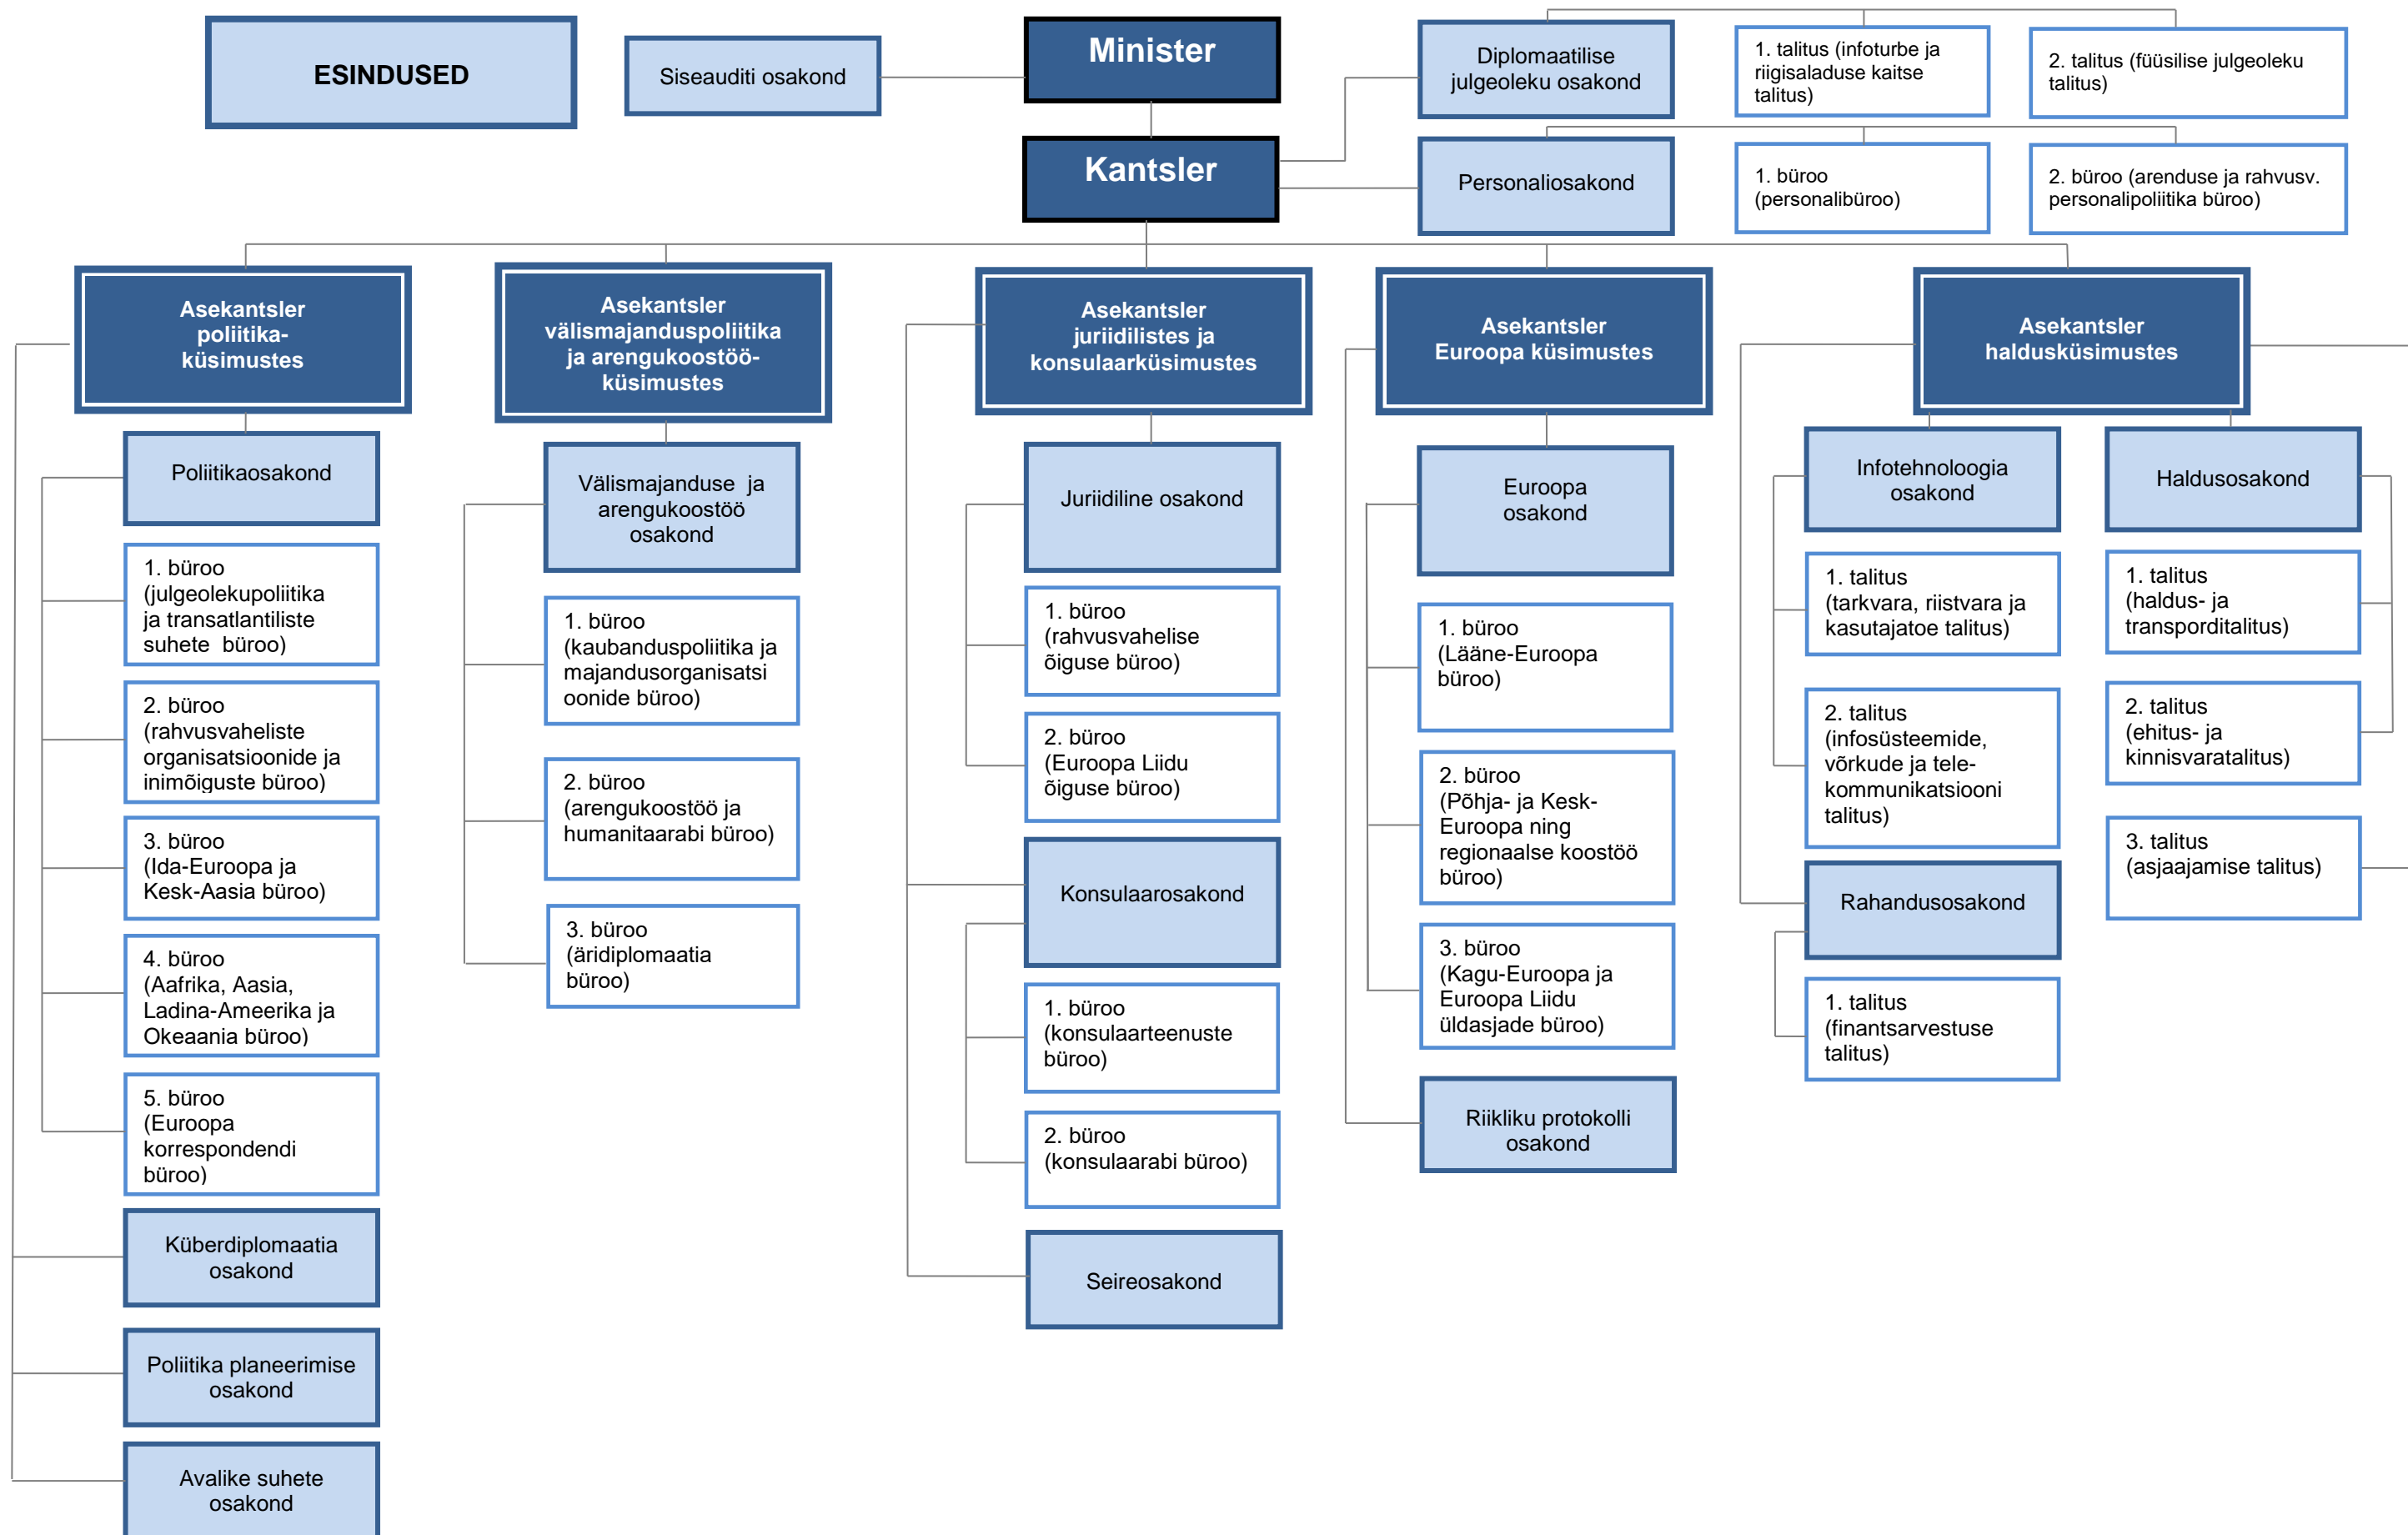 ESINDUSED
Siseauditi osakond
Minister
Diplomaatilise
julgeoleku osakond
1. talitus (infoturbe ja
riigisaladuse kaitse
talitus)
2. talitus (füüsilise julgeoleku
talitus)
Kantsler
Personaliosakond
1. büroo
(personalibüroo)
2. büroo (arenduse ja rahvusv.
personalipoliitika büroo)
Asekantsler
poliitika-
küsimustes
Poliitikaosakond
1. büroo
(julgeolekupoliitika
ja transatlantiliste
suhete  büroo)
2. büroo
(rahvusvaheliste
organisatsioonide ja
inimõiguste büroo)
3. büroo
(Ida-Euroopa ja
Kesk-Aasia büroo)
4. büroo
(Aafrika, Aasia,
Ladina-Ameerika ja
Okeaania büroo)
5. büroo
(Euroopa
korrespondendi
büroo)
Küberdiplomaatia
osakond
Poliitika planeerimise
osakond
Avalike suhete
osakond
Asekantsler
välismajanduspoliitika
ja arengukoostöö-
küsimustes
Välismajanduse  ja
arengukoostöö
osakond
1. büroo
(kaubanduspoliitika ja
majandusorganisatsi
oonide büroo)
2. büroo
(arengukoostöö ja
humanitaarabi büroo)
3. büroo
(äridiplomaatia
büroo)
Asekantsler
juriidilistes ja
konsulaarküsimustes
Juriidiline osakond
1. büroo
(rahvusvahelise
õiguse büroo)
2. büroo
(Euroopa Liidu
õiguse büroo)
Konsulaarosakond
1. büroo
(konsulaarteenuste
büroo)
2. büroo
(konsulaarabi büroo)
Seireosakond
Asekantsler
Euroopa küsimustes
Euroopa
osakond
1. büroo
(Lääne-Euroopa
büroo)
2. büroo
(Põhja- ja Kesk-
Euroopa ning
regionaalse koostöö
büroo)
3. büroo
(Kagu-Euroopa ja
Euroopa Liidu
üldasjade büroo)
Riikliku protokolli
osakond
Asekantsler
haldusküsimustes
Infotehnoloogia
osakond
1. talitus
(tarkvara, riistvara ja
kasutajatoe talitus)
2. talitus
(infosüsteemide,
võrkude ja tele-
kommunikatsiooni
talitus)
Rahandusosakond
1. talitus
(finantsarvestuse
talitus)
Haldusosakond
1. talitus
(haldus- ja
transporditalitus)
2. talitus
(ehitus- ja
kinnisvaratalitus)
3. talitus
(asjaajamise talitus)